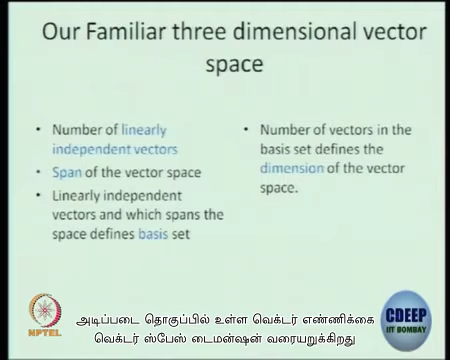 Our Familiar three dimensional vector
space
• Number of linearly
independent vectors
• Span of the vector space
• Linearly independent
vectors and which spans the
space defines basis set
• Number of vectors in the
basis set defines the
dimension of the vector
space.
அடிப்படை தொகுப்பில் உள்ள வெக்டர் எண்ணிக்கை
வெக்டர் ஸ்பேஸ் டைமன்ஷன் வரையறுக்கிறது
NPTEL
CDEEP
IIT BOMBAY